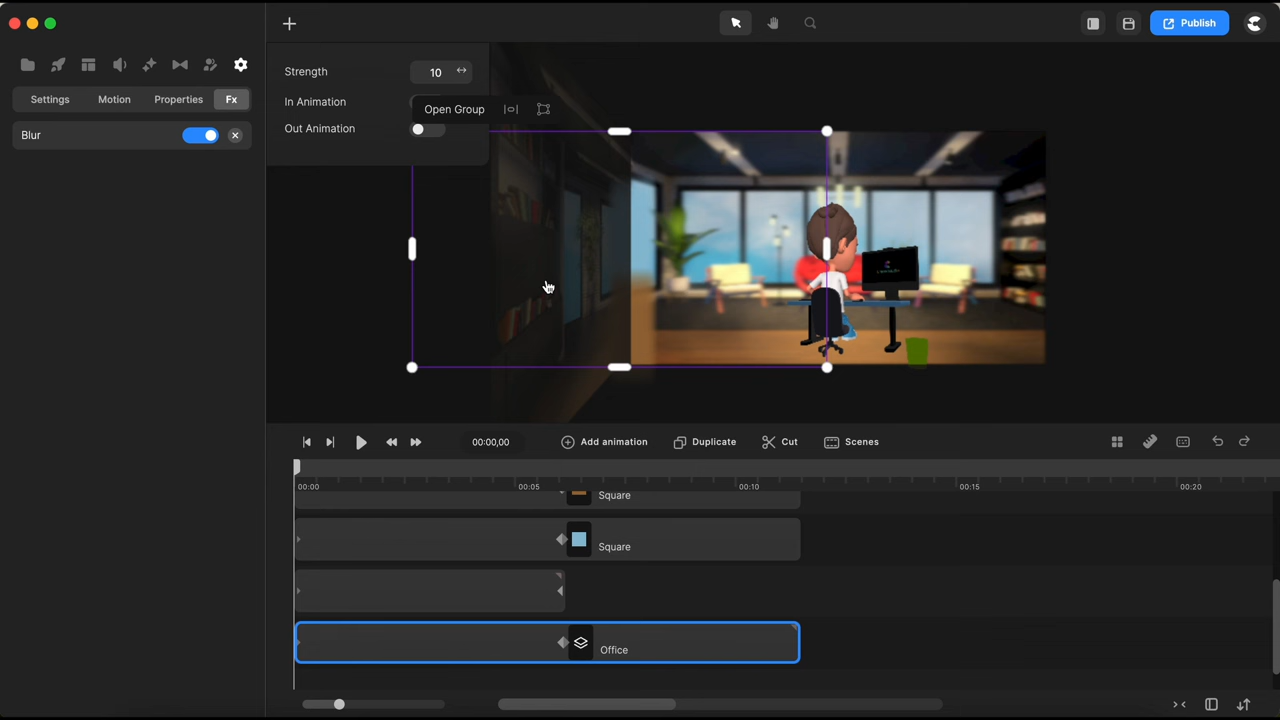 Publish
Settings
Motion
Properties
Fx
Blur
Strength
10
In Animation
Open Group
Out Animation
00:00,00
Add animation
Duplicate
Cut
Scenes
00:00
00:05
00:10
00:15
00:20
Square
Square
Office